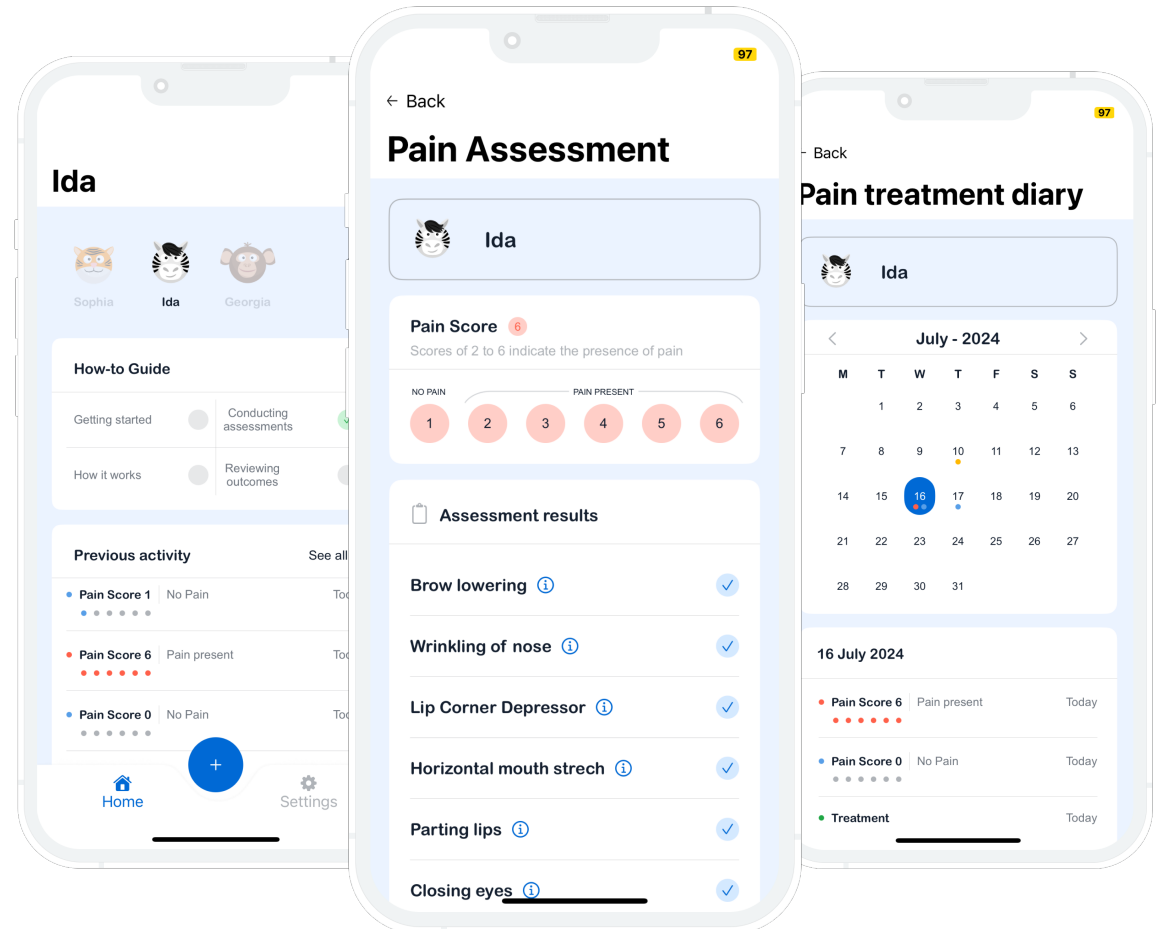 Ida
Sophia
Ida
Georgia
How-to Guide
Getting started
Conducting
assessments
How it works
Reviewing
outcomes
Previous activity
See all
Pain Score 1
No Pain
Pain Score 6
Pain present
Pain Score 0
No Pain
+
Home
Settings
97
← Back
Pain Assessment
Ida
Pain Score 6
Scores of 2 to 6 indicate the presence of pain
NO PAIN
PAIN PRESENT
1 2 3 4 5 6
Assessment results
Brow lowering
Wrinkling of nose
Lip Corner Depressor
Horizontal mouth strech
Parting lips
Closing eyes
97
Back
Pain treatment diary
Ida
July - 2024
M T W T F S S
1 2 3 4 5 6
7 8 9 10 11 12 13
14 15 16 17 18 19 20
21 22 23 24 25 26 27
28 29 30 31
16 July 2024
Pain Score 6
Pain present
Today
Pain Score 0
No Pain
Today
Treatment
Today